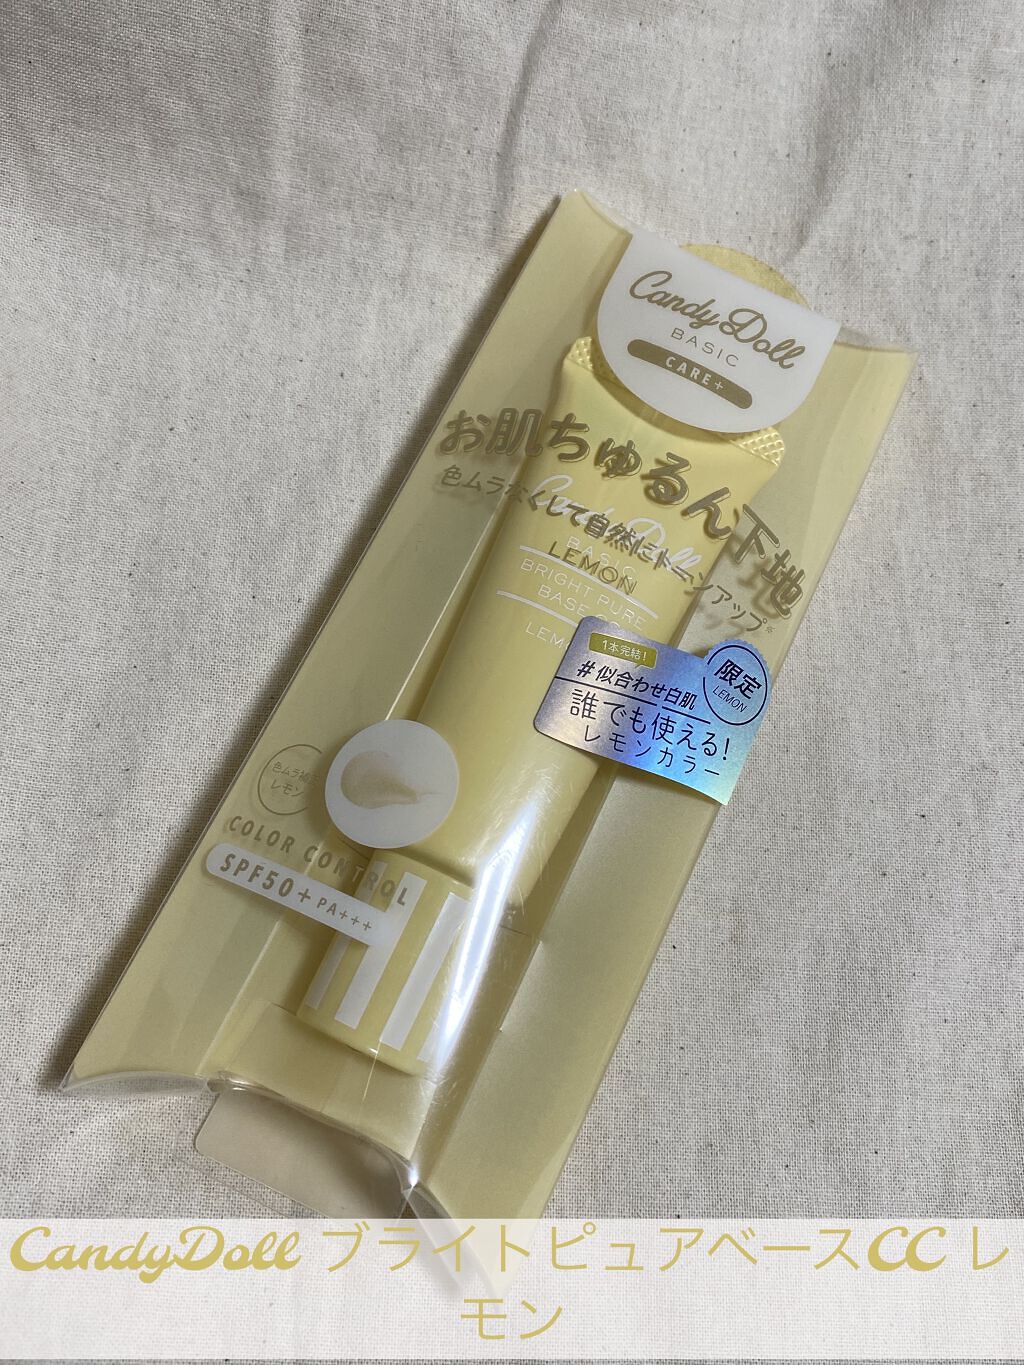 Candy Doll
BASIC
CARE+
お肌ちゅるん下地
色ムラなくして自然にトーンアップ※
Candy Doll
BASIC
LEMON
BRIGHT PURE
BASE
LEM
1本完結!
#似合わせ白肌
限定
LEMON
誰でも使える!
レモンカラー
色ムラ補正
レモン
COLOR CONTROL
SPF50+ PA+++
CandyDoll ブライトピュアベースCC レ
モン